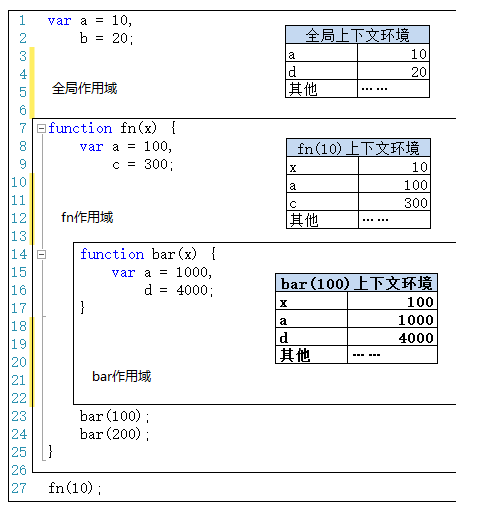 1 var a = 10,
2 b = 20;
3
4
5
6
全局作用域
全局上下文环境
a 10
d 20
其他 ……
7 function fn(x) {
8 var a = 100,
9 c = 300;
10
11
12
13
fn作用域
fn(10)上下文环境
x 10
a 100
c 300
其他 ……
14 function bar(x) {
15 var a = 1000,
16 d = 4000;
17 }
18
19
20
21
22
bar作用域
bar(100)上下文环境
x 100
a 1000
d 4000
其他 ……
23 bar(100);
24 bar(200);
25 }
26
27 fn(10);